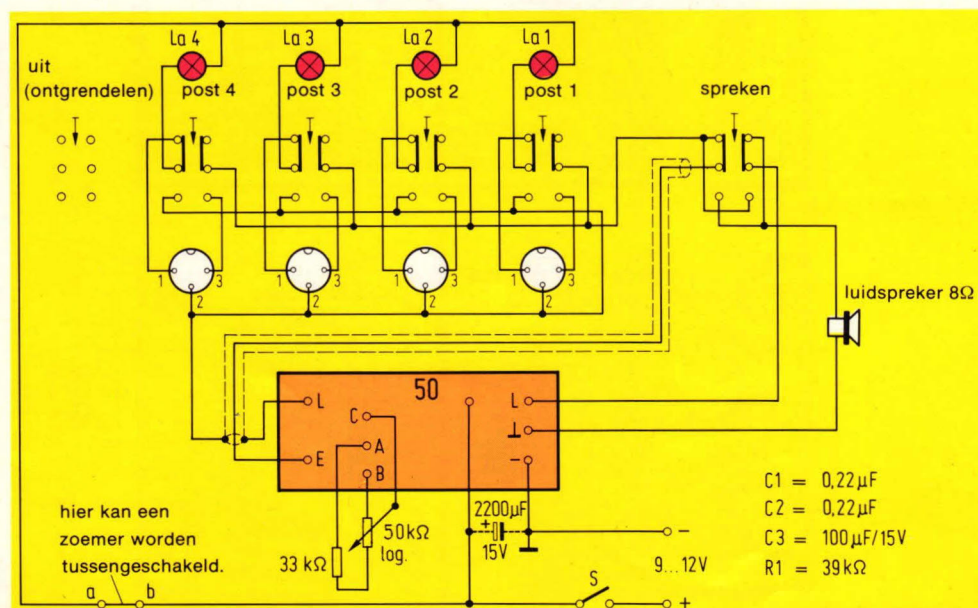 La 4
La 3
La 2
La 1
uit
(ontgrendelen)
post 4
post 3
post 2
post 1
spreken
1
3
2
1
3
2
1
3
2
1
3
2
luidspreker 8Ω
50
L
C
A
B
E
L
⊥
−
hier kan een
zoemer worden
tussengeschakeld.
a
b
33 kΩ
50kΩ
log.
2200µF
+
15V
−
9...12V
S
+
C1 = 0,22µF
C2 = 0,22µF
C3 = 100µF/15V
R1 = 39kΩ